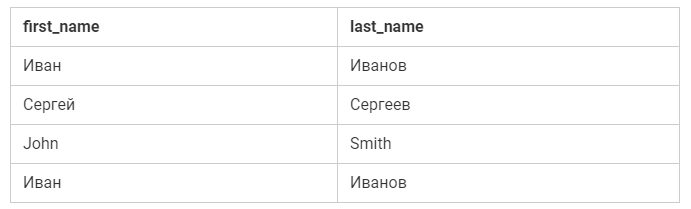 first_name last_name
Иван Иванов
Сергей Сергеев
John Smith
Иван Иванов